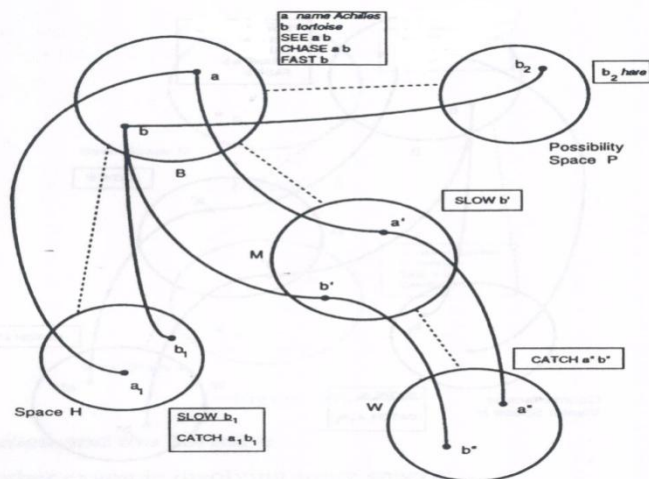 a name Achilles
b tortoise
SEE a b
CHASE a b
FAST b
a
b
B
b₂
b₂ hare
Possibility
Space P
SLOW b'
M
a'
b'
b₁
a₁
Space H
SLOW b₁
CATCH a₁ b₁
CATCH a" b"
W
a"
b"